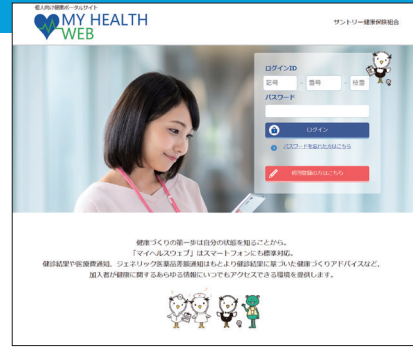 個人向け健康ポータルサイト
MY HEALTH
WEB
サントリー健康保険組合
ログインID
記号 - 番号 - 枝番
パスワード
ログイン
パスワードを忘れた方はこちら
初回登録の方はこちら
健康づくりの第一歩は自分の状態を知ることから。
「マイヘルスウェブ」はスマートフォンにも標準対応。
健診結果や医療費通知、ジェネリック医薬品差額通知はもとより健診結果に基づいた健康づくりアドバイスなど、
加入者が健康に関するあらゆる情報にいつでもアクセスできる環境を提供します。